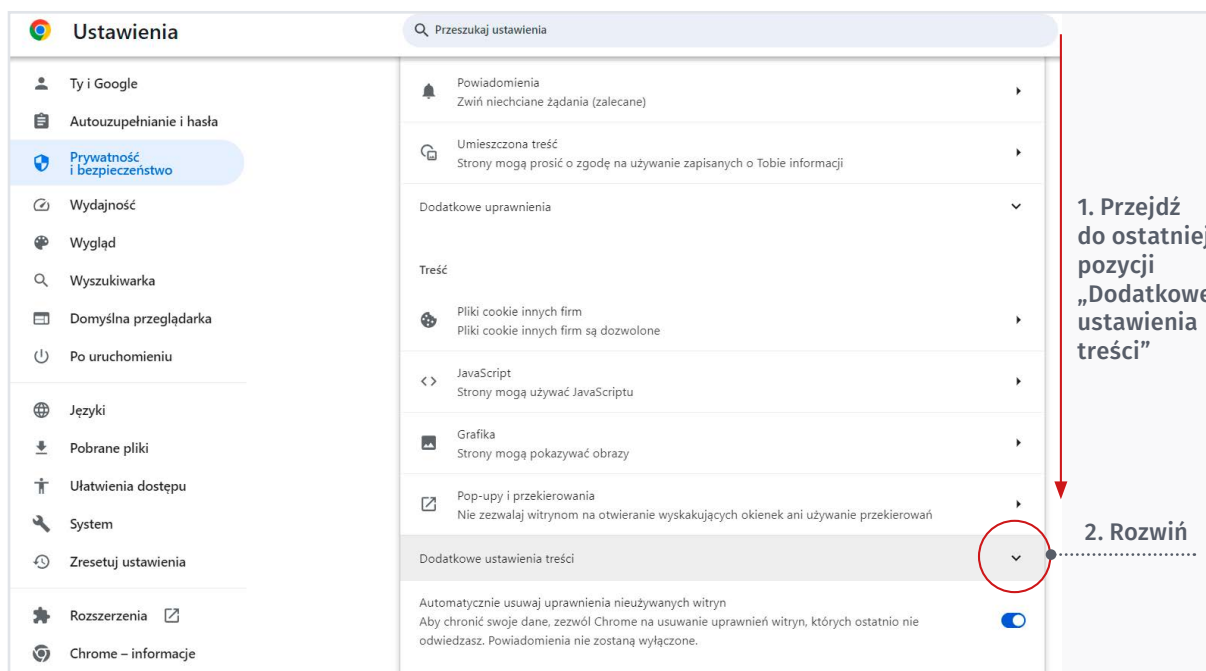 Ustawienia
Przeszukaj ustawienia
Ty i Google
Autouzupełnianie i hasła
Prywatność
i bezpieczeństwo
Wydajność
Wygląd
Wyszukiwarka
Domyślna przeglądarka
Po uruchomieniu
Języki
Pobrane pliki
Ułatwienia dostępu
System
Zresetuj ustawienia
Rozszerzenia
Chrome – informacje
Powiadomienia
Zwiń niechciane żądania (zalecane)
Umieszczona treść
Strony mogą prosić o zgodę na używanie zapisanych o Tobie informacji
Dodatkowe uprawnienia
Treść
Pliki cookie innych firm
Pliki cookie innych firm są dozwolone
JavaScript
Strony mogą używać JavaScriptu
Grafika
Strony mogą pokazywać obrazy
Pop-upy i przekierowania
Nie zezwalaj witrynom na otwieranie wyskakujących okienek ani używanie przekierowań
Dodatkowe ustawienia treści
Automatycznie usuwaj uprawnienia nieużywanych witryn
Aby chronić swoje dane, zezwól Chrome na usuwanie uprawnień witryn, których ostatnio nie
odwiedzasz. Powiadomienia nie zostaną wyłączone.
1. Przejdź
do ostatniej
pozycji
„Dodatkowe
ustawienia
treści”
2. Rozwiń